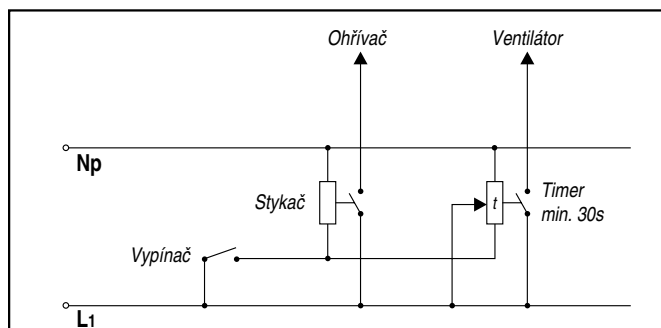 Ohřívač
Ventilátor
Np
Stykač
t
Timer
min. 30s
Vypínač
L1